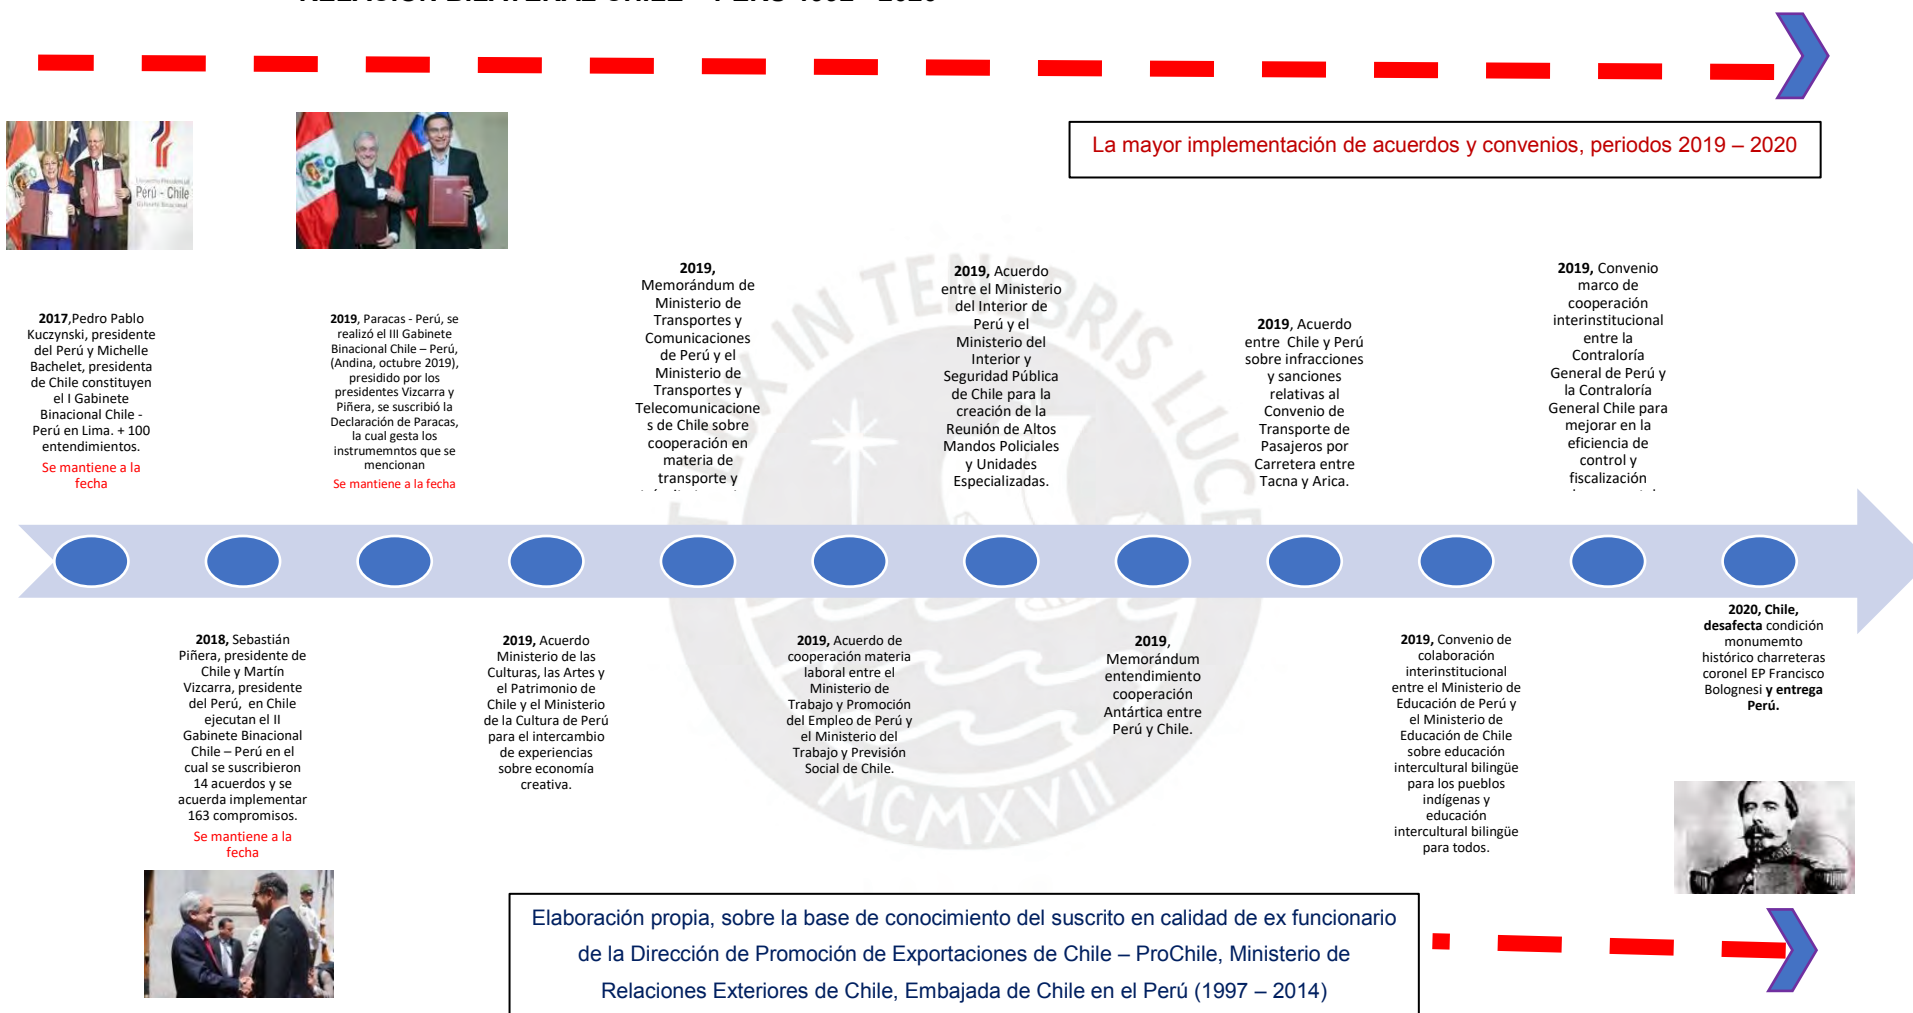 La mayor implementación de acuerdos y convenios, periodos 2019 – 2020
Perú - Chile
2017,Pedro Pablo
Kuczynski, presidente
del Perú y Michelle
Bachelet, presidenta
de Chile constituyen
el I Gabinete
Binacional Chile -
Perú en Lima. + 100
entendimientos.
Se mantiene a la
fecha
2019, Paracas - Perú, se
realizó el III Gabinete
Binacional Chile – Perú,
(Andina, octubre 2019),
presidido por los
presidentes Vizcarra y
Piñera, se suscribió la
Declaración de Paracas,
la cual gesta los
instrumemntos que se
mencionan
Se mantiene a la fecha
2019,
Memorándum de
Ministerio de
Transportes y
Comunicaciones
de Perú y el
Ministerio de
Transportes y
Telecomunicacione
s de Chile sobre
cooperación en
materia de
transporte y
2019, Acuerdo
entre el Ministerio
del Interior de
Perú y el
Ministerio del
Interior y
Seguridad Pública
de Chile para la
creación de la
Reunión de Altos
Mandos Policiales
y Unidades
Especializadas.
2019, Acuerdo
entre Chile y Perú
sobre infracciones
y sanciones
relativas al
Convenio de
Transporte de
Pasajeros por
Carretera entre
Tacna y Arica.
2019, Convenio
marco de
cooperación
interinstitucional
entre la
Contraloría
General de Perú y
la Contraloría
General Chile para
mejorar en la
eficiencia de
control y
fiscalización
2018, Sebastián
Piñera, presidente de
Chile y Martín
Vizcarra, presidente
del Perú, en Chile
ejecutan el II
Gabinete Binacional
Chile – Perú en el
cual se suscribieron
14 acuerdos y se
acuerda implementar
163 compromisos.
Se mantiene a la
fecha
2019, Acuerdo
Ministerio de las
Culturas, las Artes y
el Patrimonio de
Chile y el Ministerio
de la Cultura de Perú
para el intercambio
de experiencias
sobre economía
creativa.
2019, Acuerdo de
cooperación materia
laboral entre el
Ministerio de
Trabajo y Promoción
del Empleo de Perú y
el Ministerio del
Trabajo y Previsión
Social de Chile.
2019,
Memorándum
entendimiento
cooperación
Antártica entre
Perú y Chile.
2019, Convenio de
colaboración
interinstitucional
entre el Ministerio de
Educación de Perú y
el Ministerio de
Educación de Chile
sobre educación
intercultural bilingüe
para los pueblos
indígenas y
educación
intercultural bilingüe
para todos.
2020, Chile,
desafecta condición
monumemto
histórico charreteras
coronel EP Francisco
Bolognesi y entrega
Perú.
ET LUX IN TENEBRIS LUCET
MCMXVII
Elaboración propia, sobre la base de conocimiento del suscrito en calidad de ex funcionario
de la Dirección de Promoción de Exportaciones de Chile – ProChile, Ministerio de
Relaciones Exteriores de Chile, Embajada de Chile en el Perú (1997 – 2014)